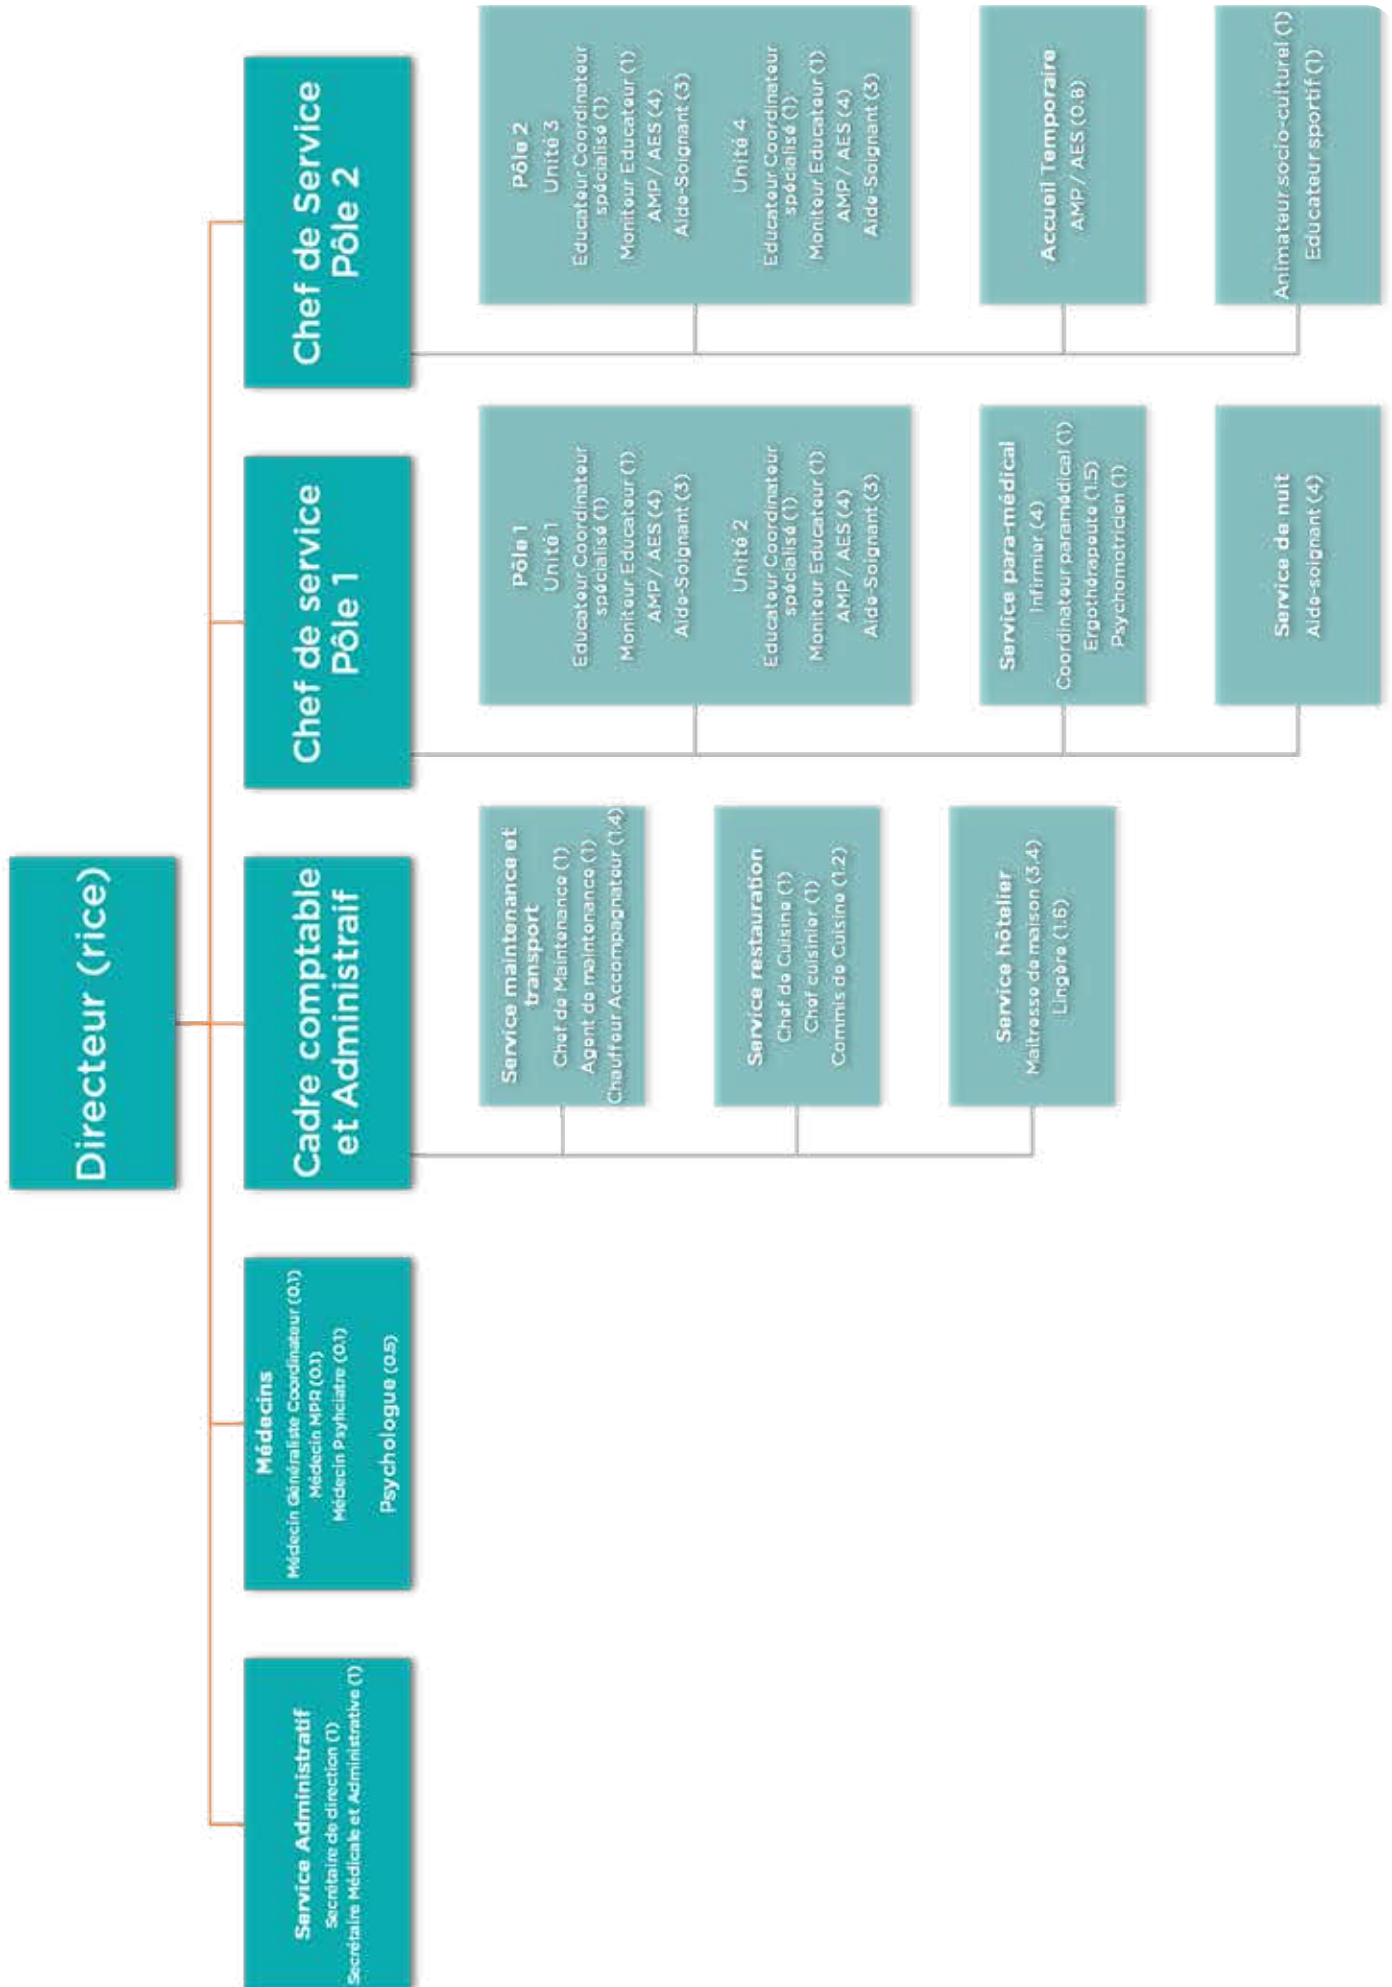 Directeur (rice)
Service Administratif
Secrétaire de direction (1)
Secrétaire Médicale et Administrative (1)
Médecins
Médecin Généraliste Coordinateur (0.1)
Médecin MPR (0.1)
Médecin Psyhciatre (0.1)
Psychologue (0.5)
Cadre comptable
et Administraif
Service maintenance et
transport
Chef de Maintenance (1)
Agent de maintenance (1)
Chauffeur Accompagnateur (1.4)
Service restauration
Chef de Cuisine (1)
Chef cuisinier (1)
Commis de Cuisine (1.2)
Service hôtelier
Maitresse de maison (3.4)
Lingère (1.6)
Chef de service
Pôle 1
Pôle 1
Unité 1
Educateur Coordinateur
spécialisé (1)
Moniteur Educateur (1)
AMP / AES (4)
Aide-Soignant (3)
Unité 2
Educateur Coordinateur
spécialisé (1)
Moniteur Educateur (1)
AMP / AES (4)
Aide-Soignant (3)
Service para-médical
Infirmier (4)
Coordinateur paramédical (1)
Ergothérapeute (1.5)
Psychomotricien (1)
Service de nuit
Aide-soignant (4)
Chef de Service
Pôle 2
Pôle 2
Unité 3
Educateur Coordinateur
spécialisé (1)
Moniteur Educateur (1)
AMP / AES (4)
Aide-Soignant (3)
Unité 4
Educateur Coordinateur
spécialisé (1)
Moniteur Educateur (1)
AMP / AES (4)
Aide-Soignant (3)
Accueil Temporaire
AMP / AES (0.8)
Animateur socio-culturel (1)
Educateur sportif (1)